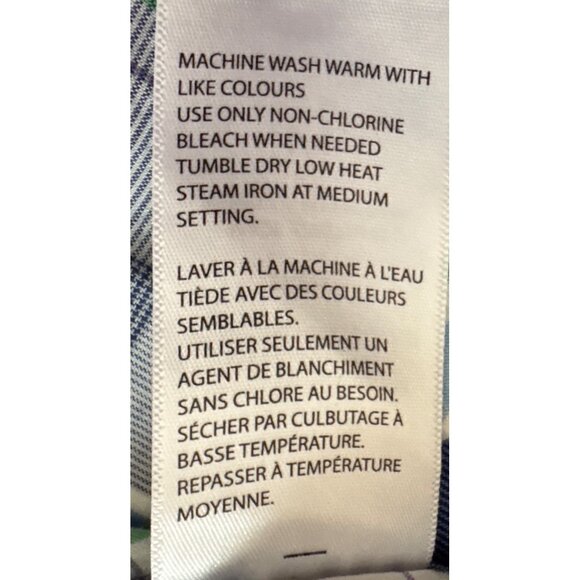 MACHINE WASH WARM WITH
LIKE COLOURS
USE ONLY NON-CHLORINE
BLEACH WHEN NEEDED
TUMBLE DRY LOW HEAT
STEAM IRON AT MEDIUM
SETTING.
LAVER À LA MACHINE À L'EAU
TIÈDE AVEC DES COULEURS
SEMBLABLES.
UTILISER SEULEMENT UN
AGENT DE BLANCHIMENT
SANS CHLORE AU BESOIN.
SÉCHER PAR CULBUTAGE À
BASSE TEMPÉRATURE.
REPASSER À TEMPÉRATURE
MOYENNE.